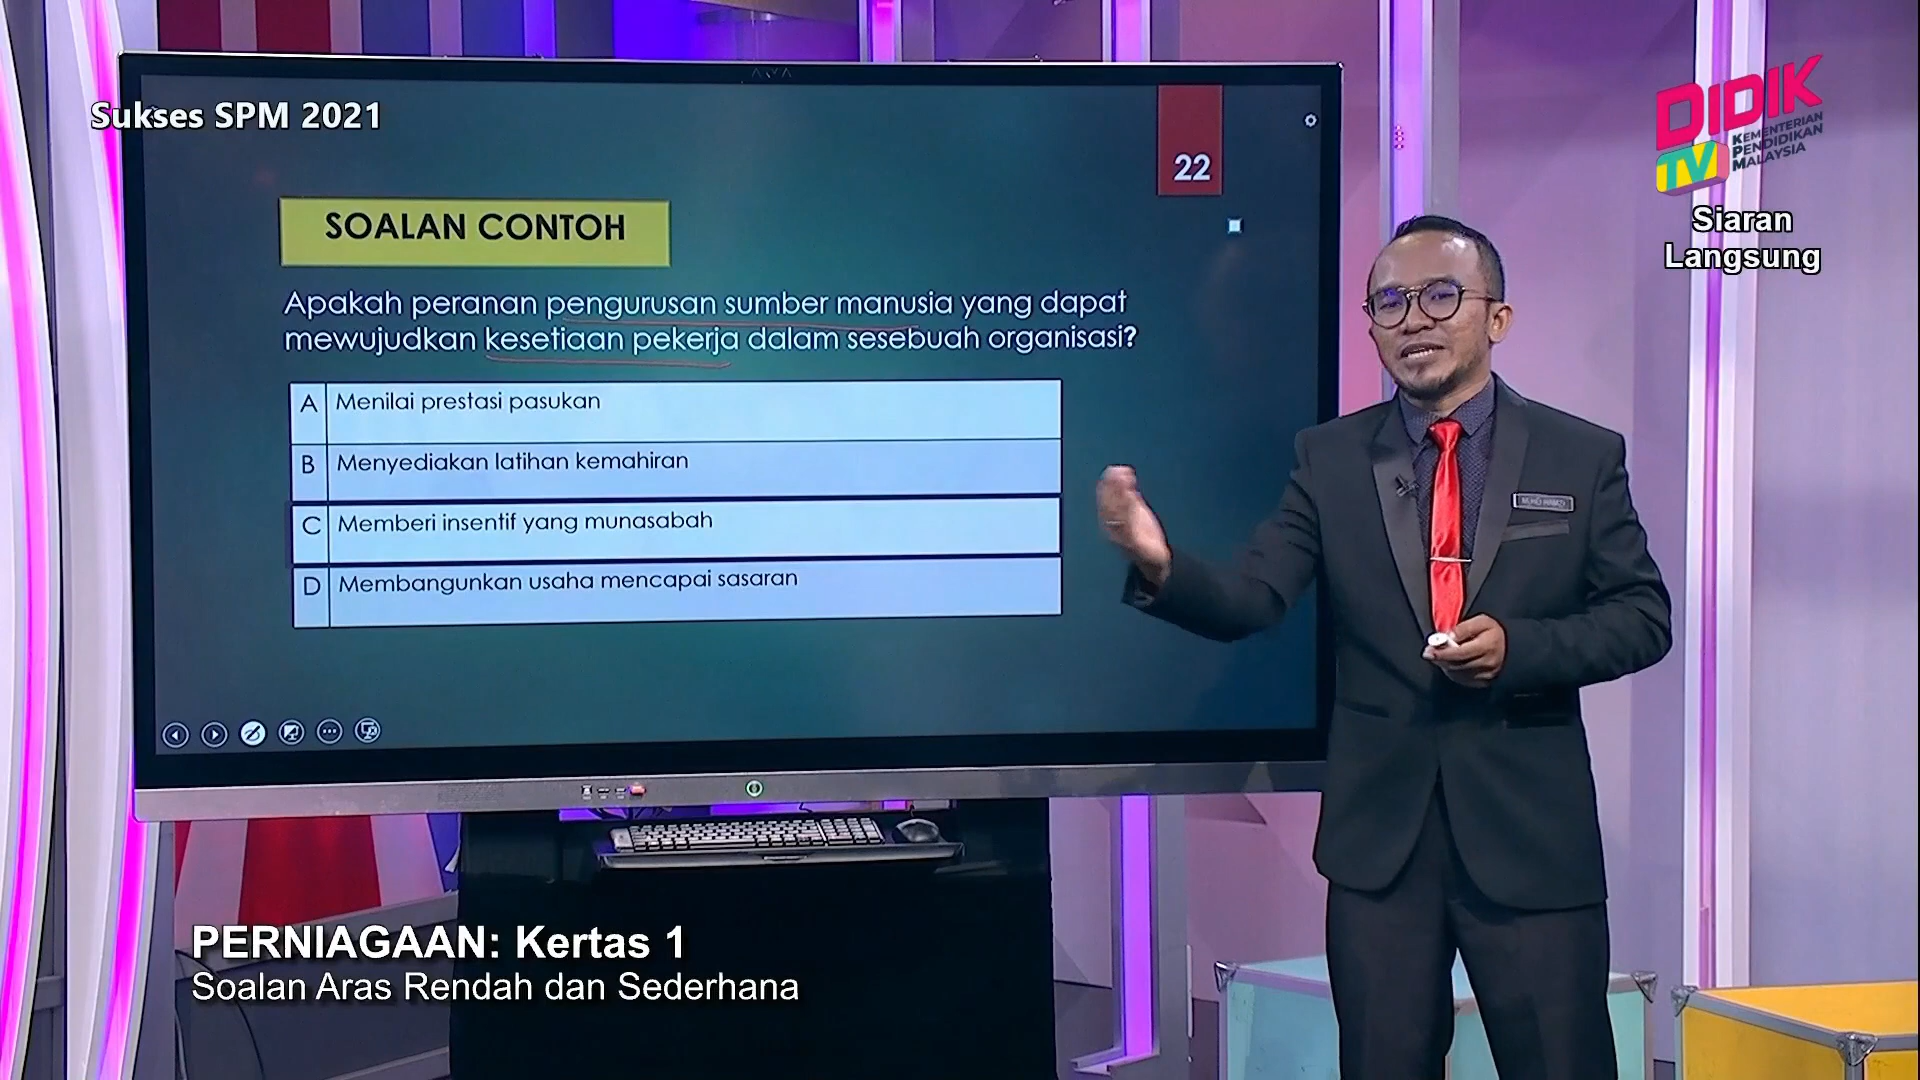 Sukses SPM 2021
22
DIDIK
TV
KEMENTERIAN
PENDIDIKAN
MALAYSIA
Siaran
Langsung
SOALAN CONTOH
Apakah peranan pengurusan sumber manusia yang dapat
mewujudkan kesetiaan pekerja dalam sesebuah organisasi?
A Menilai prestasi pasukan
B Menyediakan latihan kemahiran
C Memberi insentif yang munasabah
D Membangunkan usaha mencapai sasaran
PERNIAGAAN: Kertas 1
Soalan Aras Rendah dan Sederhana